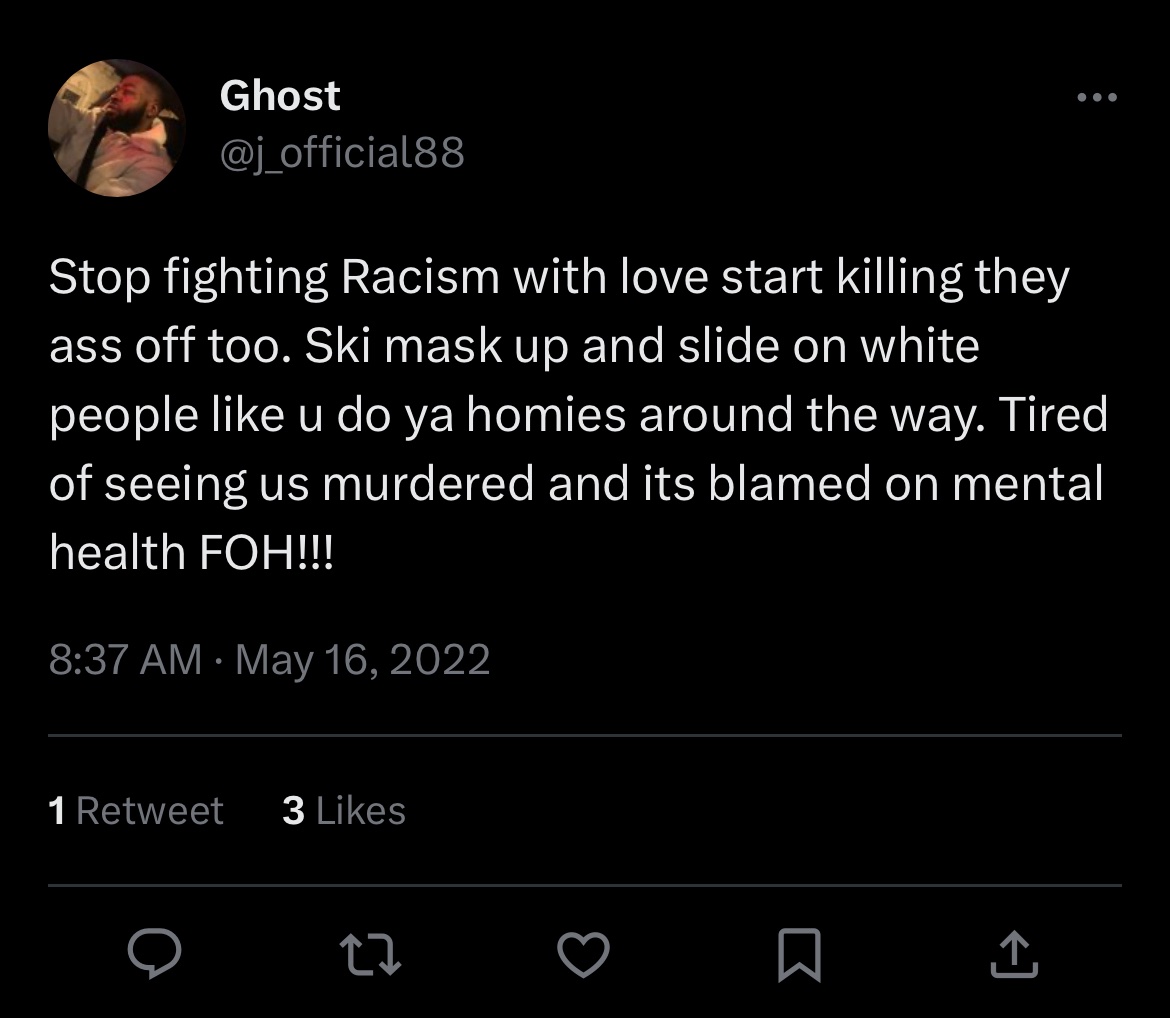 Ghost
@j_official88
Stop fighting Racism with love start killing they
ass off too. Ski mask up and slide on white
people like u do ya homies around the way. Tired
of seeing us murdered and its blamed on mental
health FOH!!!
8:37 AM · May 16, 2022
1 Retweet 3 Likes